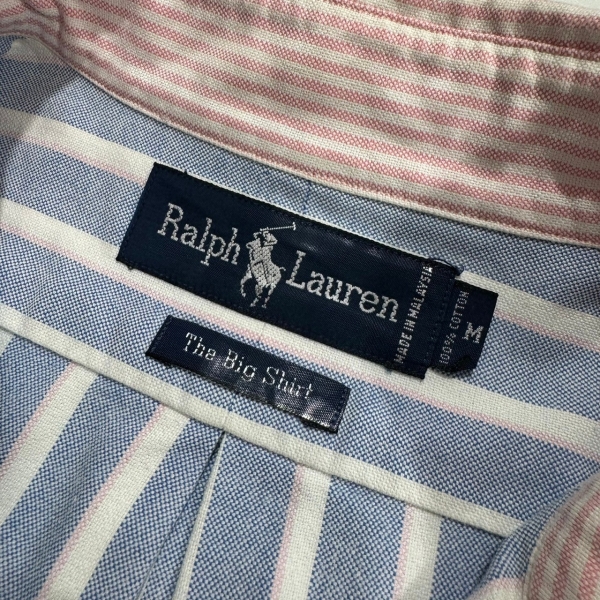 Ralph Lauren
MADE IN MALAYSIA
100% COTTON
M
The Big Shirt